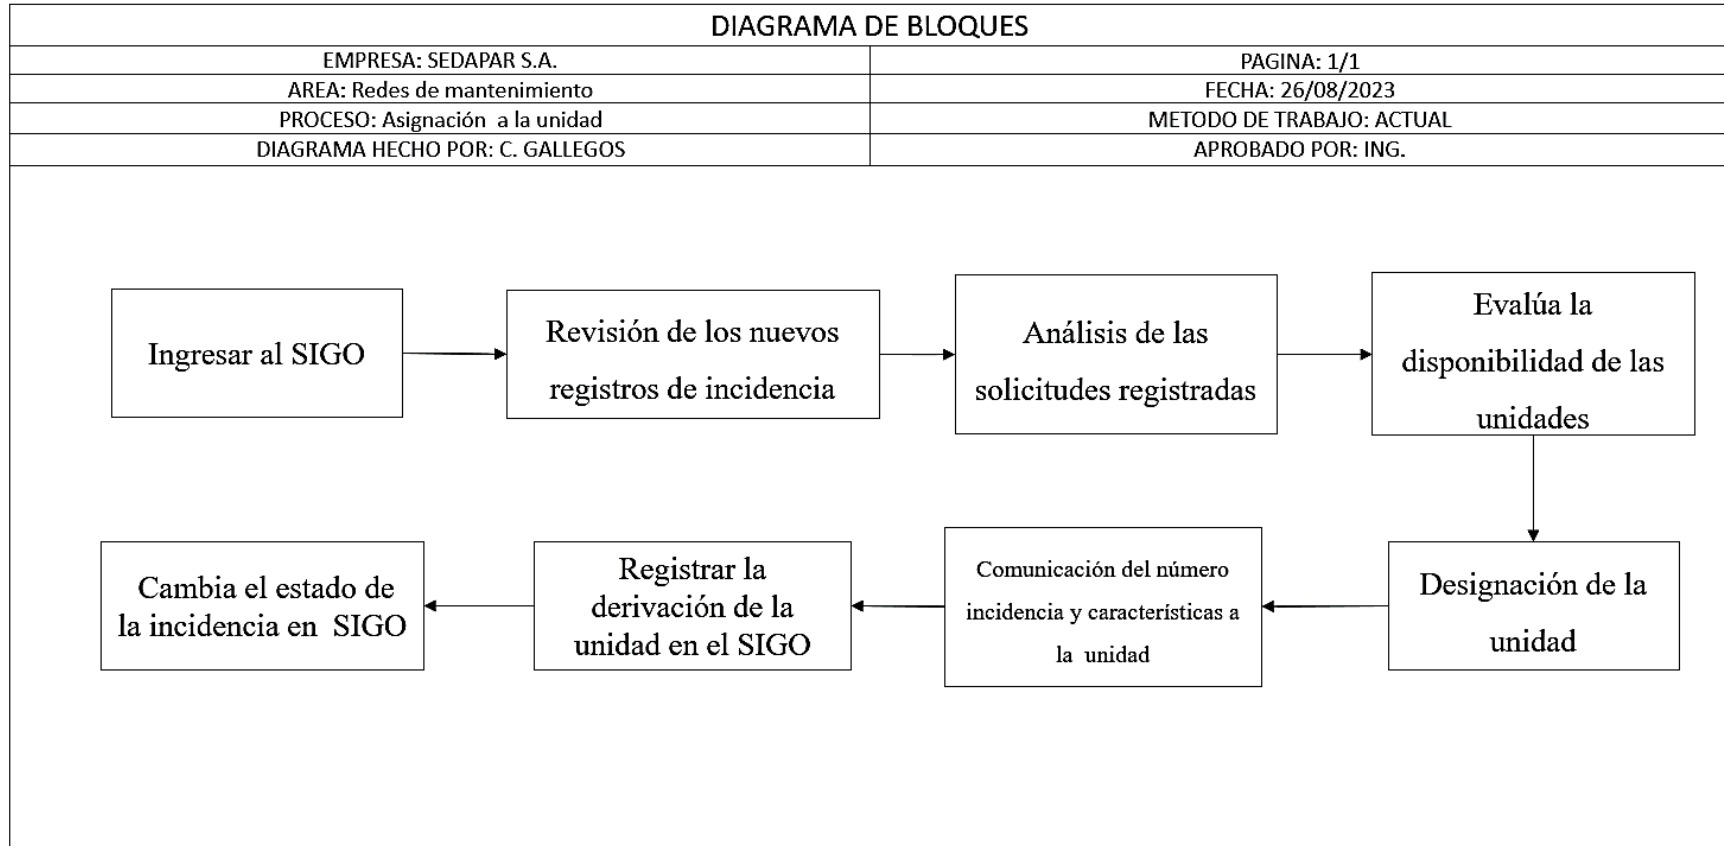 DIAGRAMA DE BLOQUES
EMPRESA: SEDAPAR S.A.
PAGINA: 1/1
AREA: Redes de mantenimiento
FECHA: 26/08/2023
PROCESO: Asignación  a la unidad
METODO DE TRABAJO: ACTUAL
DIAGRAMA HECHO POR: C. GALLEGOS
APROBADO POR: ING.
Ingresar al SIGO
Revisión de los nuevos
registros de incidencia
Análisis de las
solicitudes registradas
Evalúa la
disponibilidad de las
unidades
Designación de la
unidad
Comunicación del número
incidencia y características a
la  unidad
Registrar la
derivación de la
unidad en el SIGO
Cambia el estado de
la incidencia en  SIGO